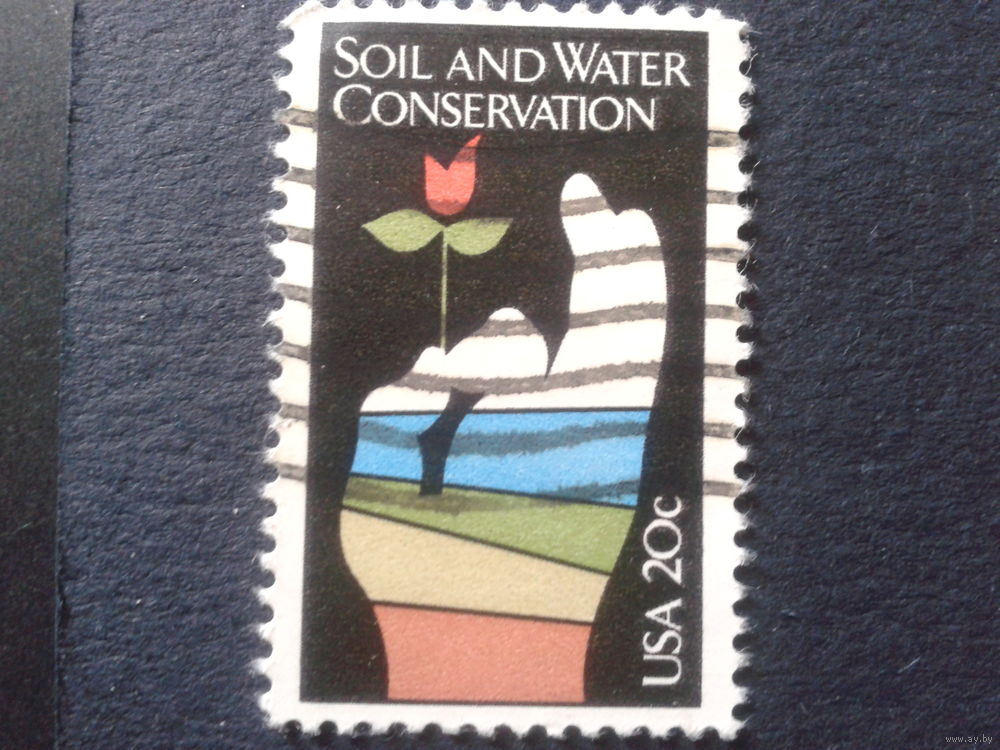 SOIL AND WATER
CONSERVATION
USA 20c
www.ay.by